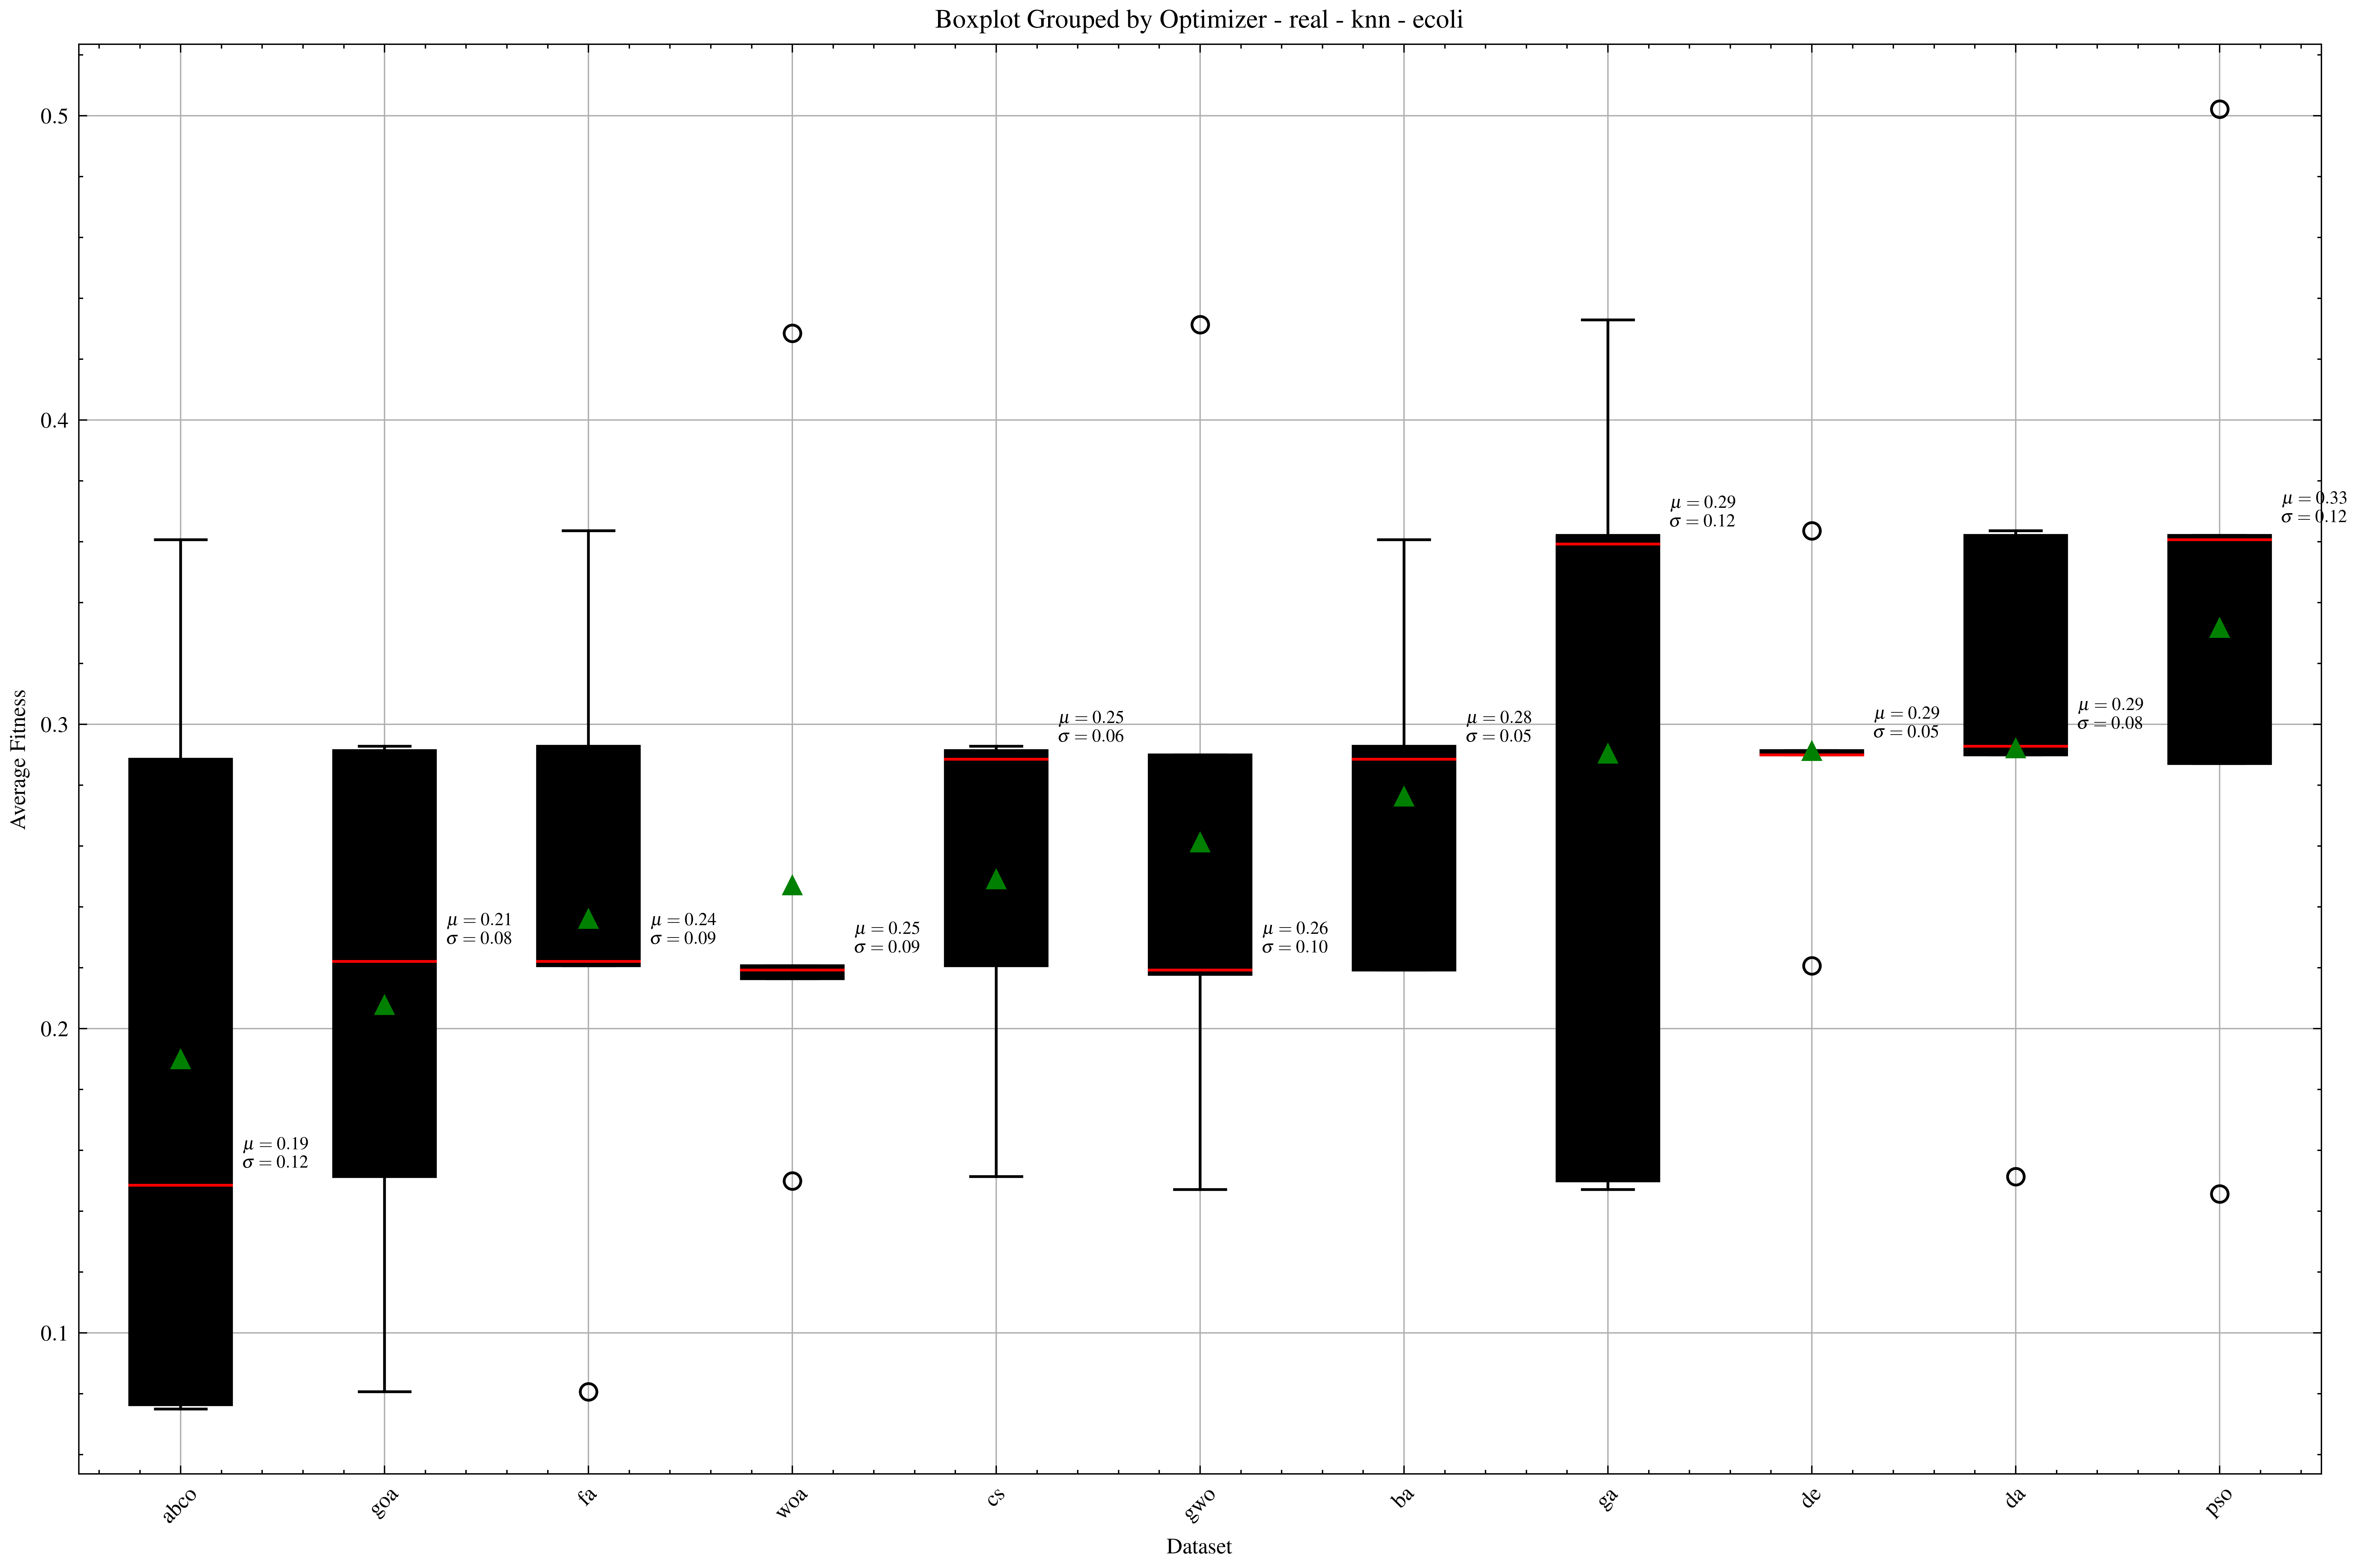 Boxplot Grouped by Optimizer - real - knn - ecoli
Average Fitness
0.5
0.4
0.3
0.2
0.1
μ = 0.19
σ = 0.12
μ = 0.21
σ = 0.08
μ = 0.24
σ = 0.09
μ = 0.25
σ = 0.09
μ = 0.25
σ = 0.06
μ = 0.26
σ = 0.10
μ = 0.28
σ = 0.05
μ = 0.29
σ = 0.12
μ = 0.29
σ = 0.05
μ = 0.29
σ = 0.08
μ = 0.33
σ = 0.12
abco
goa
fa
woa
cs
gwo
ba
ga
de
da
pso
Dataset